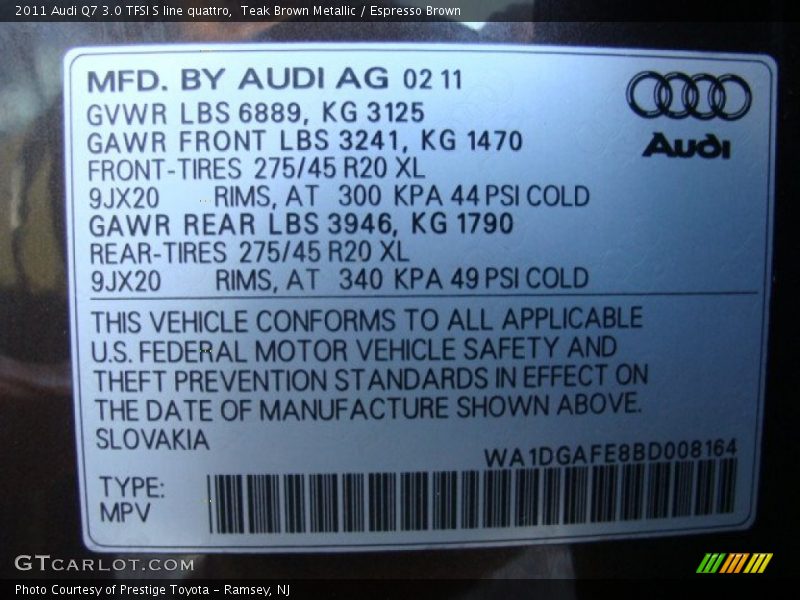 2011 Audi Q7 3.0 TFSI S line quattro,  Teak Brown Metallic / Espresso Brown
MFD. BY AUDI AG 02 11
GVWR LBS 6889, KG 3125
GAWR FRONT LBS 3241, KG 1470
FRONT-TIRES 275/45 R20 XL
9JX20 RIMS, AT 300 KPA 44 PSI COLD
GAWR REAR LBS 3946, KG 1790
REAR-TIRES 275/45 R20 XL
9JX20 RIMS, AT 340 KPA 49 PSI COLD
Audi
THIS VEHICLE CONFORMS TO ALL APPLICABLE
U.S. FEDERAL MOTOR VEHICLE SAFETY AND
THEFT PREVENTION STANDARDS IN EFFECT ON
THE DATE OF MANUFACTURE SHOWN ABOVE.
SLOVAKIA
WA1DGAFE8BD008164
TYPE:
MPV
GTCARLOT.COM
Photo Courtesy of Prestige Toyota - Ramsey, NJ